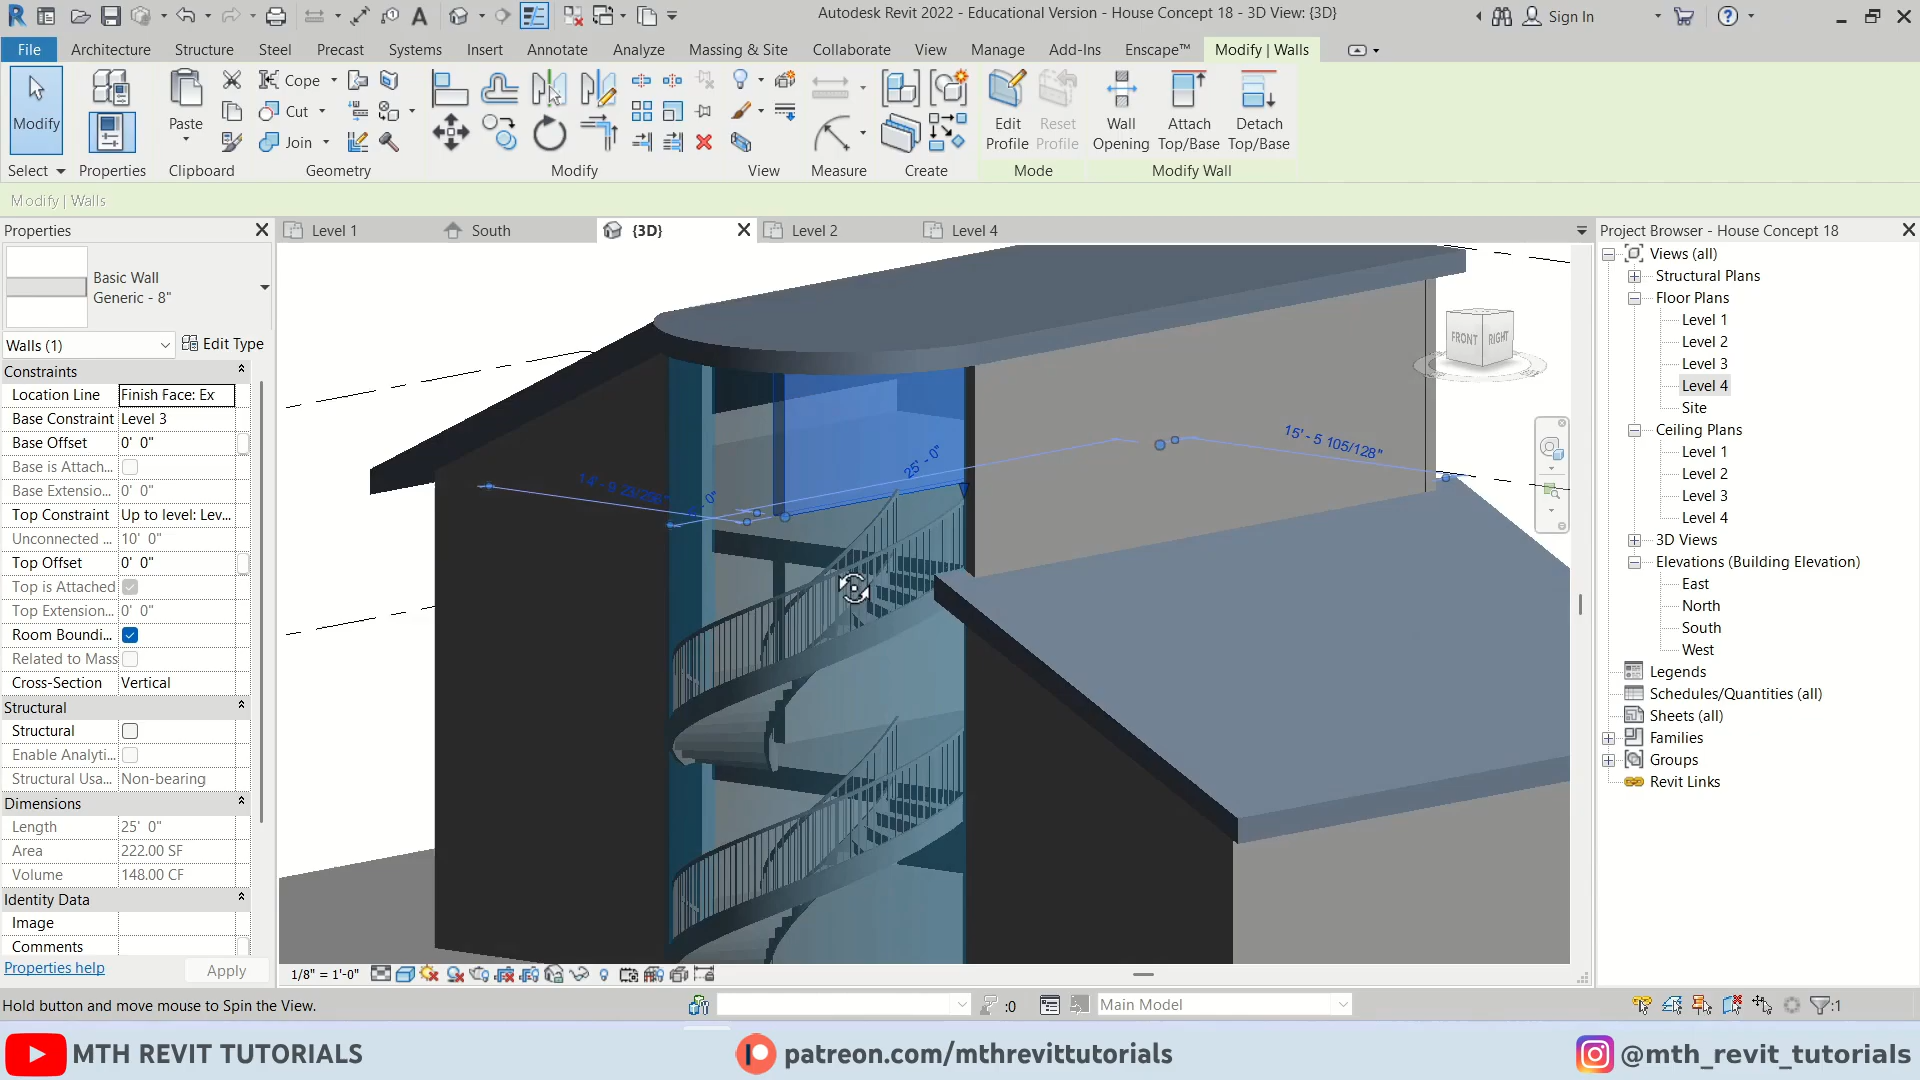 Autodesk Revit 2022 - Educational Version - House Concept 18 - 3D View: {3D}
Sign In
File Architecture Structure Steel Precast Systems Insert Annotate Analyze Massing & Site Collaborate View Manage Add-Ins Enscape™ Modify | Walls
Modify
Paste
Cope
Cut
Join
Edit Profile
Reset Profile
Wall Opening
Attach Top/Base
Detach Top/Base
Select Properties Clipboard Geometry Modify View Measure Create Mode Modify Wall
Modify | Walls
Properties
Level 1 South {3D} Level 2 Level 4
Project Browser - House Concept 18
Basic Wall
Generic - 8"
Walls (1) Edit Type
Constraints
Location Line Finish Face: Ex
Base Constraint Level 3
Base Offset 0' 0"
Base is Attach...
Base Extensio... 0' 0"
Top Constraint Up to level: Lev...
Unconnected ... 10' 0"
Top Offset 0' 0"
Top is Attached
Top Extension... 0' 0"
Room Boundi...
Related to Mass
Cross-Section Vertical
Structural
Structural
Enable Analyti...
Structural Usa... Non-bearing
Dimensions
Length 25' 0"
Area 222.00 SF
Volume 148.00 CF
Identity Data
Image
Comments
Properties help Apply
FRONT RIGHT
15' - 5 105/128"
25' - 0"
14' - 9 23/256"
Views (all)
Structural Plans
Floor Plans
Level 1
Level 2
Level 3
Level 4
Site
Ceiling Plans
Level 1
Level 2
Level 3
Level 4
3D Views
Elevations (Building Elevation)
East
North
South
West
Legends
Schedules/Quantities (all)
Sheets (all)
Families
Groups
Revit Links
1/8" = 1'-0"
Hold button and move mouse to Spin the View.
:0
Main Model
:1
MTH REVIT TUTORIALS
patreon.com/mthrevittutorials
@mth_revit_tutorials